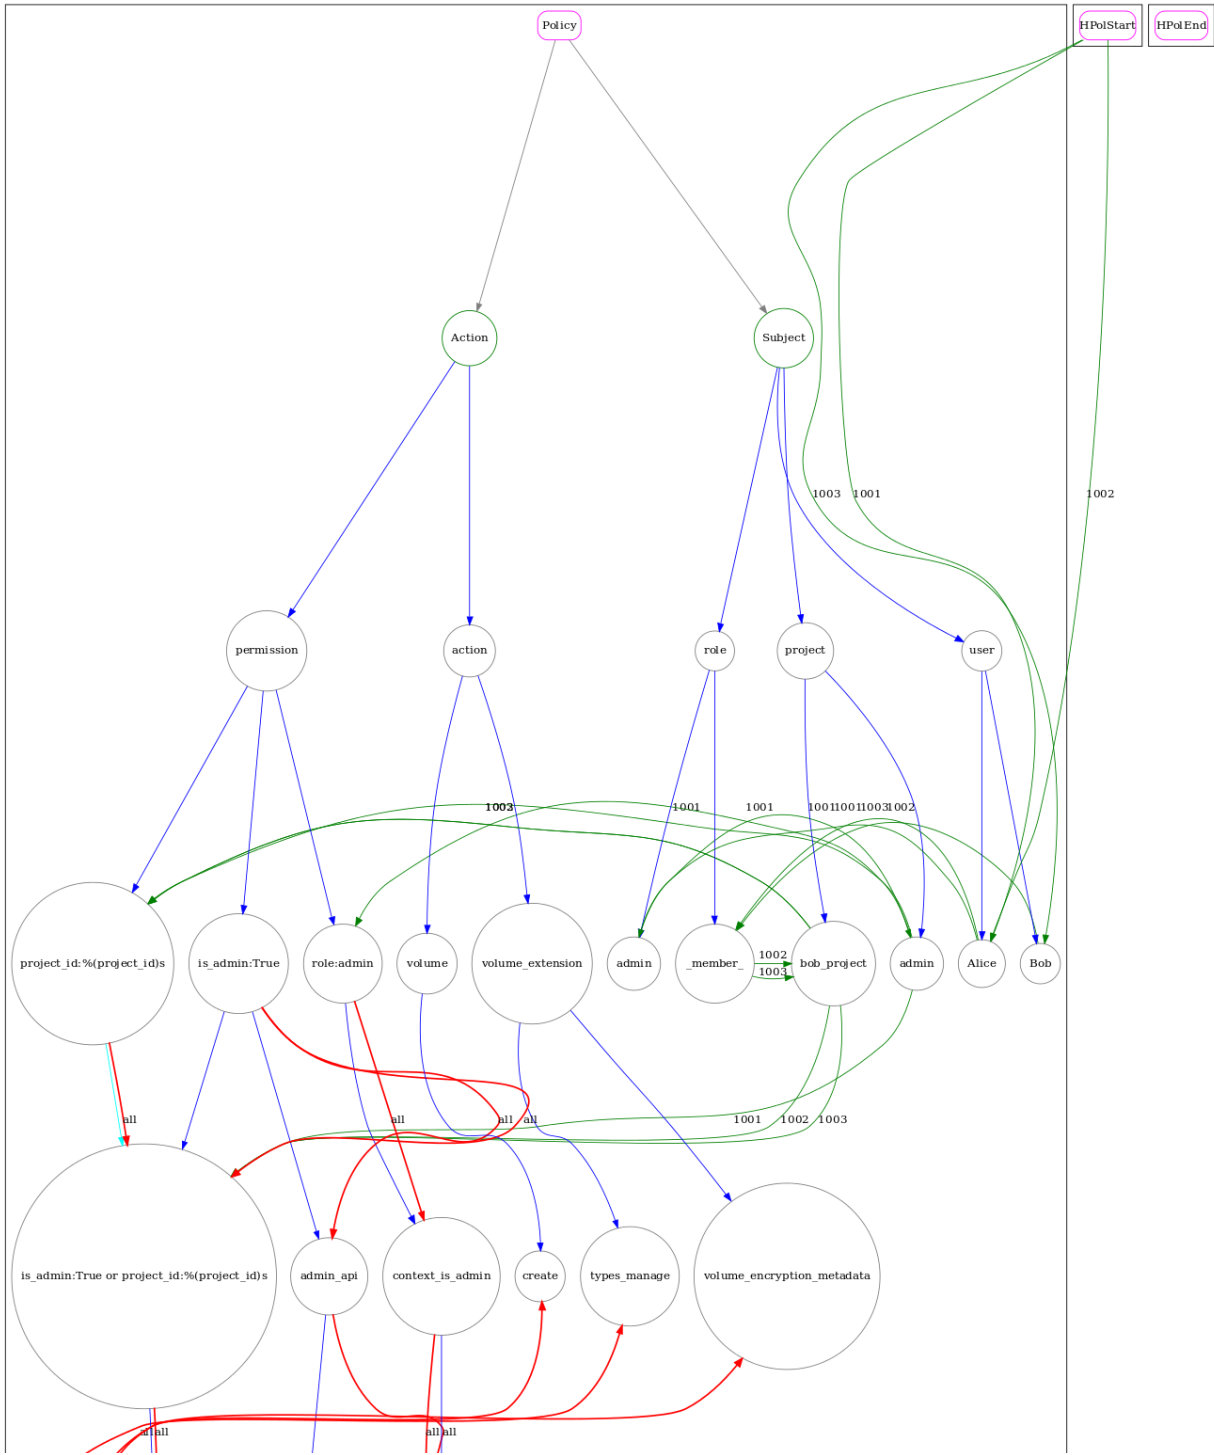 Policy
HPolStart
HPolEnd
Action
Subject
1003
1001
1002
permission
action
role
project
user
1001
1001
1001
1001
1003
1002
project_id:%(project_id)s
is_admin:True
role:admin
volume
volume_extension
admin
_member_
1002
1003
bob_project
admin
Alice
Bob
all
all
all
all
1001
1002
1003
is_admin:True or project_id:%(project_id)s
admin_api
context_is_admin
create
types_manage
volume_encryption_metadata
all
all
all
all